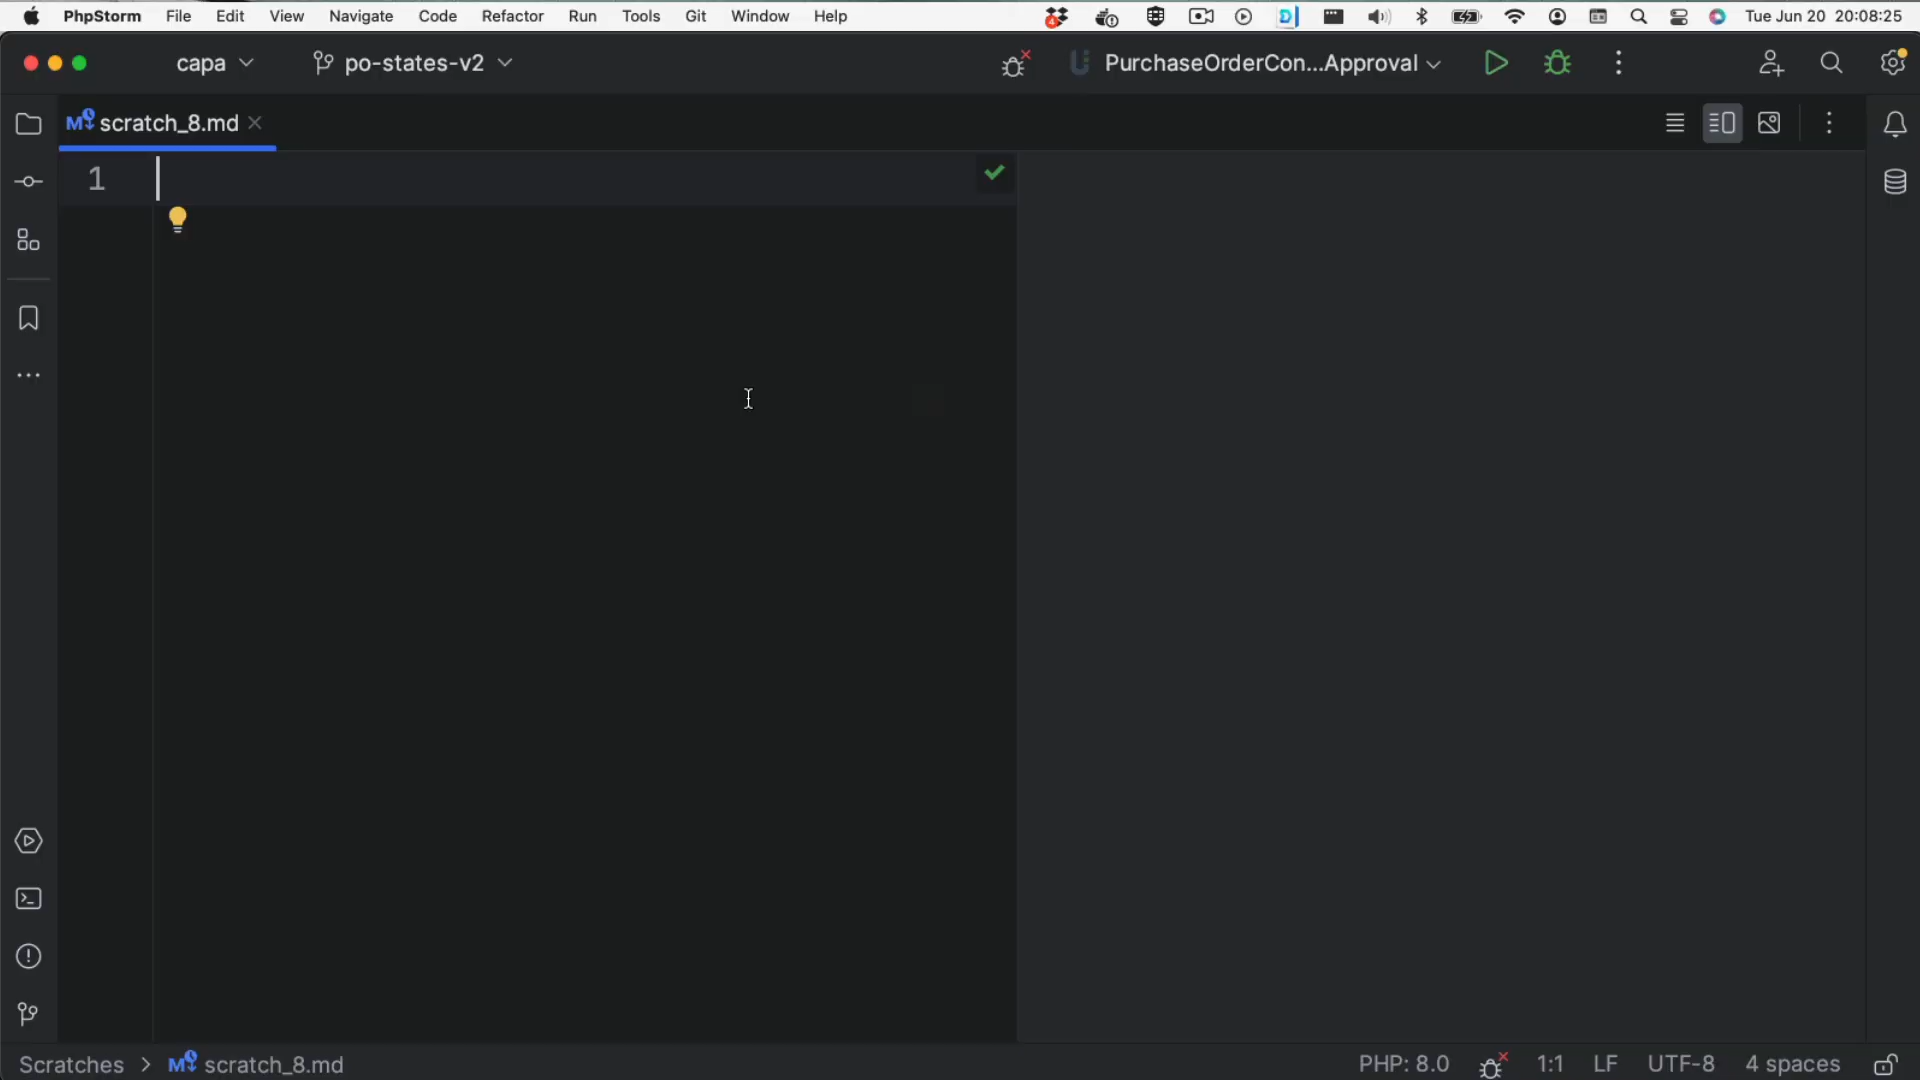 PhpStorm File Edit View Navigate Code Refactor Run Tools Git Window Help Tue Jun 20 20:08:25
capa po-states-v2 PurchaseOrderCon...Approval
scratch_8.md
1
Scratches > scratch_8.md PHP: 8.0 1:1 LF UTF-8 4 spaces